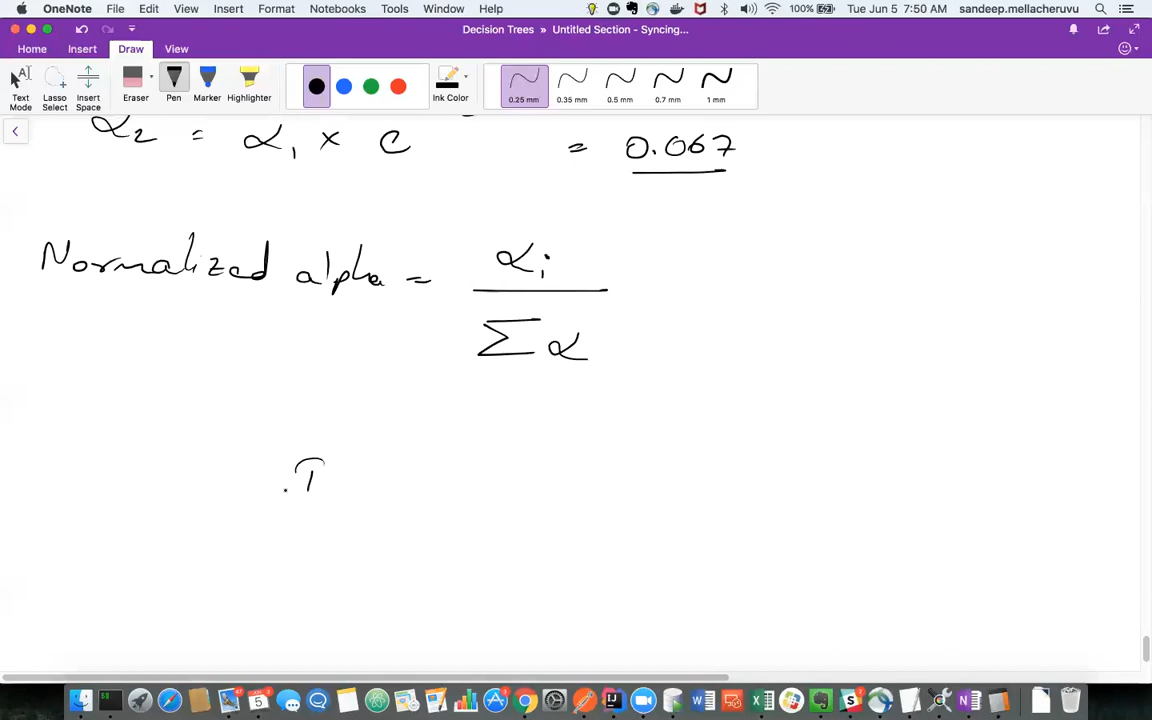 OneNote File Edit View Insert Format Notebooks Tools Window Help 100% Tue Jun 5 7:50 AM sandeep.mellacheruvu
Decision Trees » Untitled Section - Syncing...
Home Insert Draw View
Text Mode Lasso Select Insert Space Eraser Pen Marker Highlighter Ink Color 0.25 mm 0.35 mm 0.5 mm 0.7 mm 1 mm
α₂ = α₁ × e = 0.067
Normalized alpha = αᵢ
Σ α